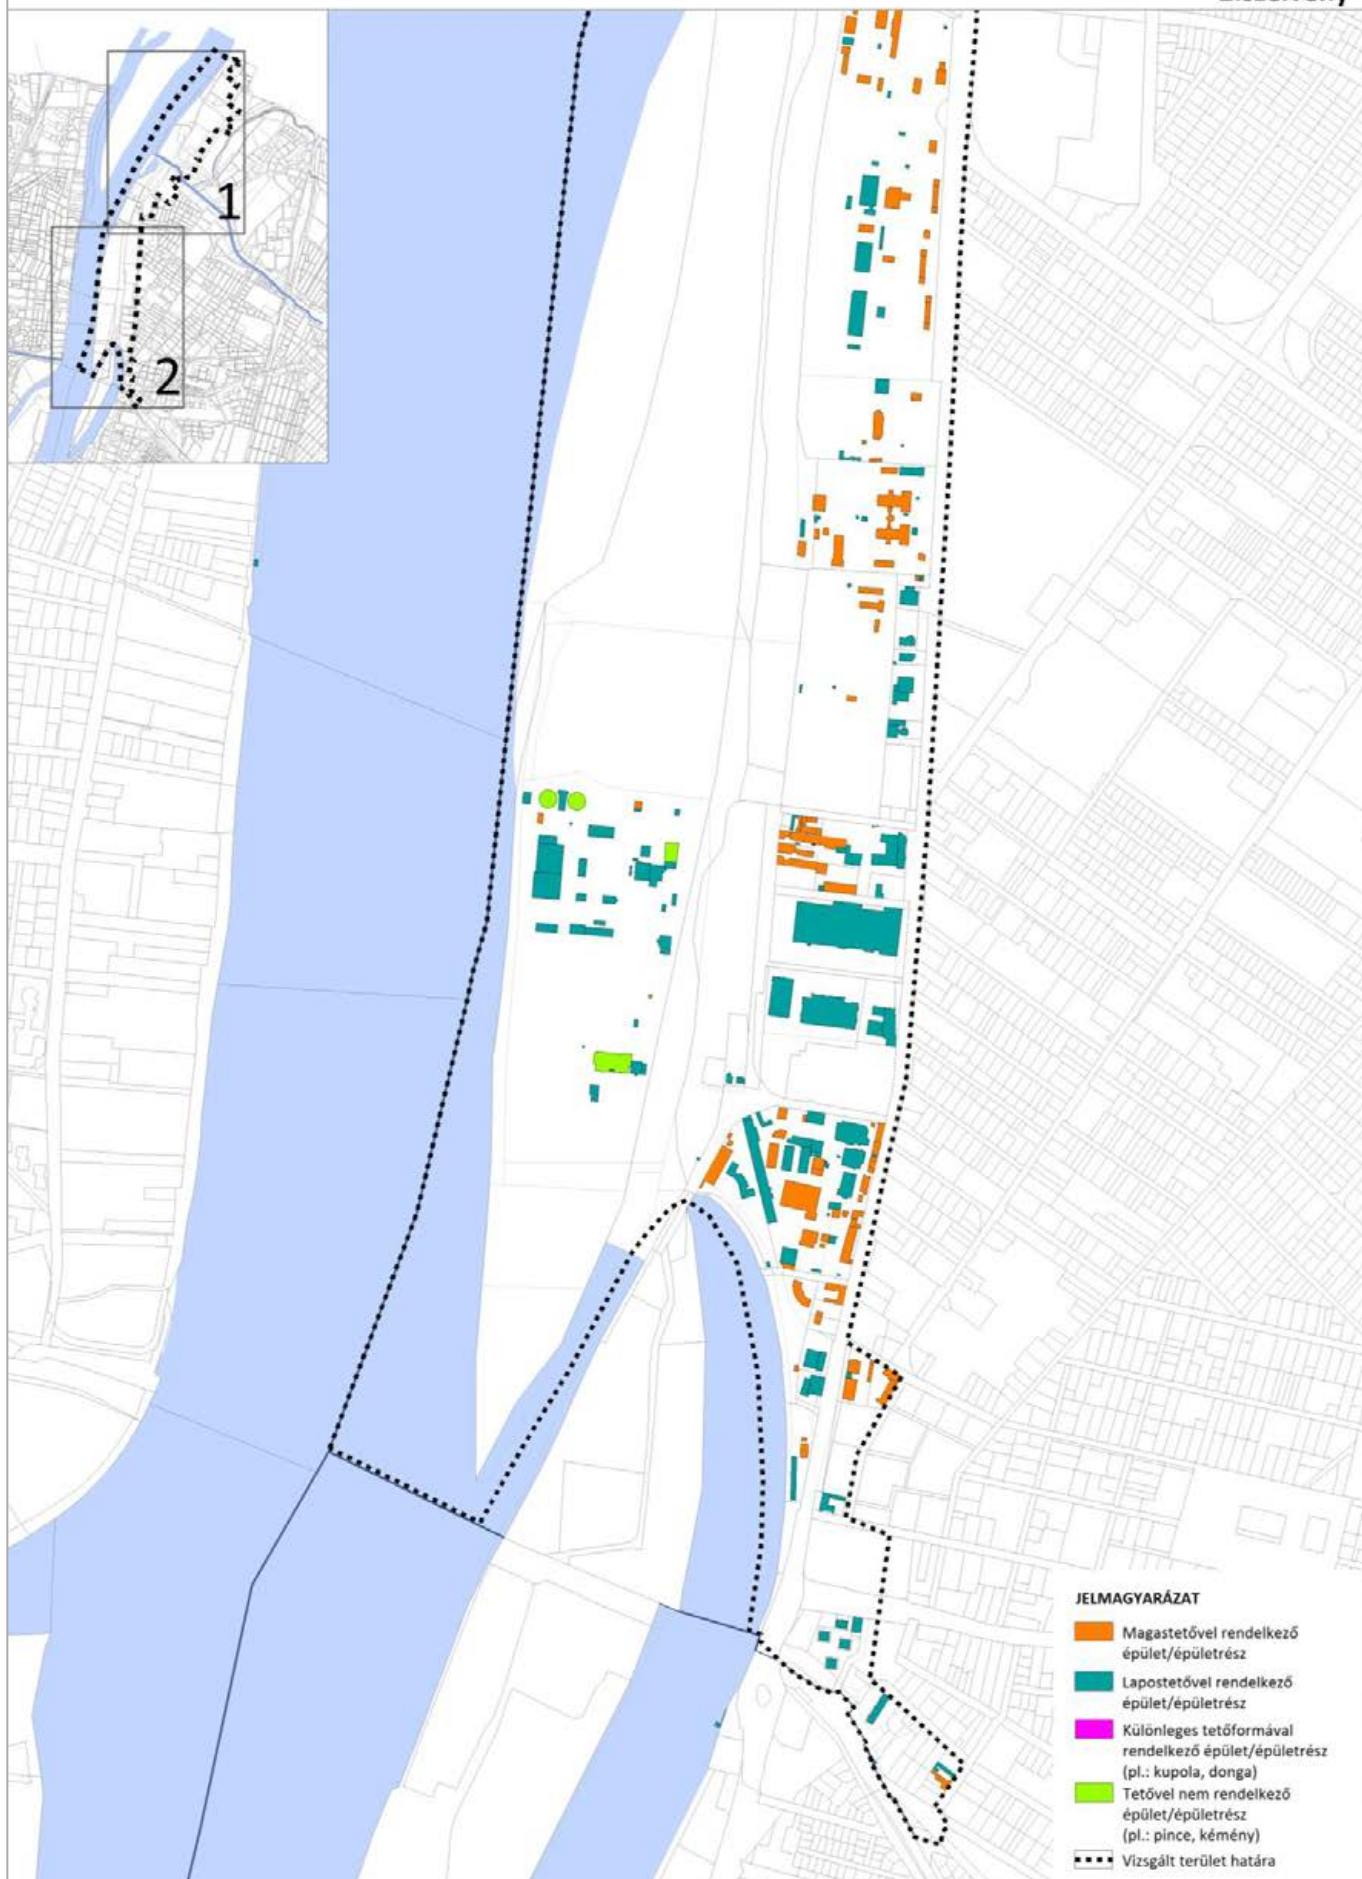 1
2
JELMAGYARÁZAT
Magastetővel rendelkező
épület/épületrész
Lapostetővel rendelkező
épület/épületrész
Különleges tetőformával
rendelkező épület/épületrész
(pl.: kupola, donga)
Tetővel nem rendelkező
épület/épületrész
(pl.: pince, kémény)
Vizsgált terület határa